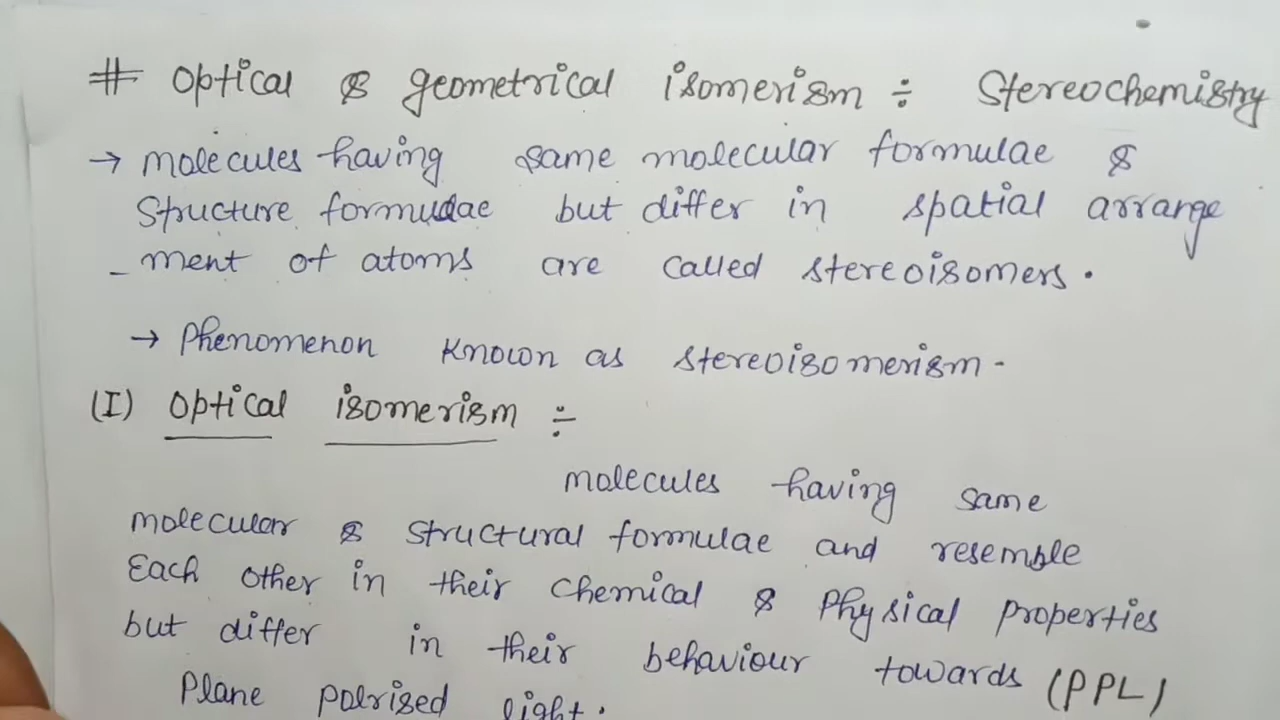 # Optical & geometrical isomerism ÷ Stereochemistry
→ molecules having same molecular formulae &
Structure formulae but differ in spatial arrange
- ment of atoms are called stereoisomers.
→ Phenomenon known as stereoisomerism -
(I) Optical isomerism ÷
molecules having same
molecular & structural formulae and resemble
Each other in their chemical & Physical properties
but differ in their behaviour towards (PPL)
Plane polrised light.